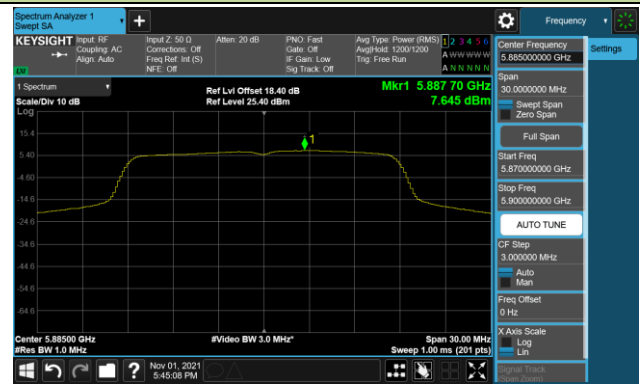 Spectrum Analyzer 1
Swept SA
Frequency
KEYSIGHT
Input: RF
Coupling: AC
Align: Auto
Input Z: 50 Ω
Corrections: Off
Freq Ref: Int (S)
NFE: Off
Atten: 20 dB
PNO: Fast
Gate: Off
IF Gain: Low
Sig Track: Off
Avg Type: Power (RMS)
Avg|Hold: 1200/1200
Trig: Free Run
1 2 3 4 5 6
A W W W W W
A N N N N N
LXI
Center Frequency
5.885000000 GHz
Settings
Span
30.0000000 MHz
Swept Span
Zero Span
Full Span
Start Freq
5.870000000 GHz
Stop Freq
5.900000000 GHz
AUTO TUNE
CF Step
3.000000 MHz
Auto
Man
Freq Offset
0 Hz
X Axis Scale
Log
Lin
Signal Track
(Span Zoom)
1 Spectrum
Scale/Div 10 dB
Log
Ref Lvl Offset 18.40 dB
Ref Level 25.40 dBm
Mkr1 5.887 70 GHz
7.645 dBm
1
15.4
5.40
-4.60
-14.6
-24.6
-34.6
-44.6
-54.6
-64.6
Center 5.88500 GHz
#Res BW 1.0 MHz
#Video BW 3.0 MHz*
Span 30.00 MHz
Sweep 1.00 ms (201 pts)
?
Nov 01, 2021
5:45:08 PM